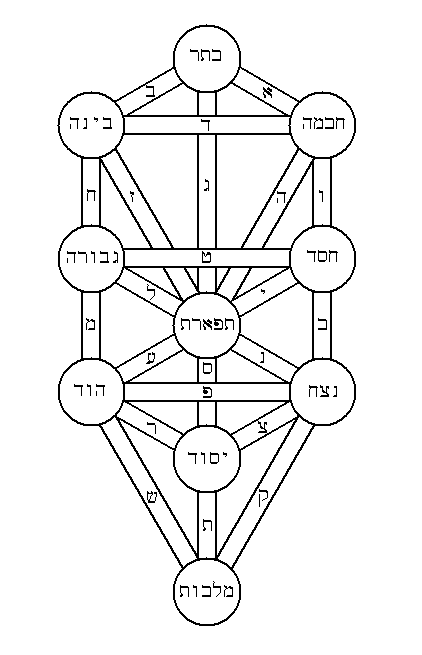 כתר
ב א
בינה חכמה
ד
ח ז ג ה ו
גבורה חסד
ט
ל י
תפארת
מ כ
ע ס נ
הוד נצח
פ
ר צ
יסוד
ש ק
ת
מלכות